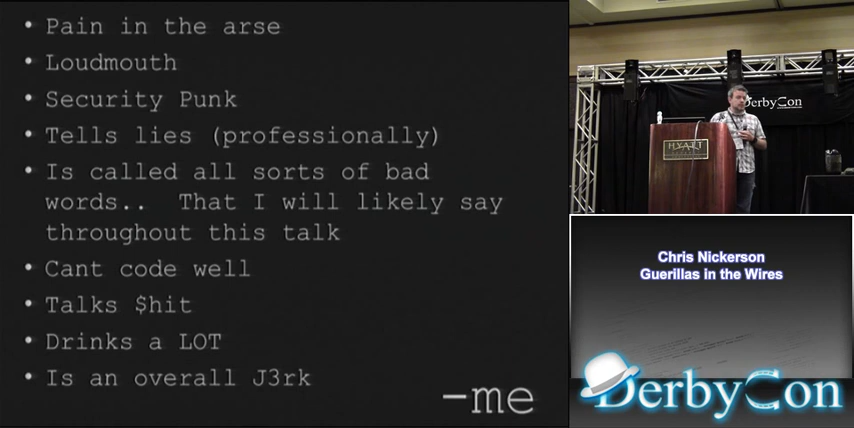 • Pain in the arse
• Loudmouth
• Security Punk
• Tells lies (professionally)
• Is called all sorts of bad
words.. That I will likely say
throughout this talk
• Cant code well
• Talks $hit
• Drinks a LOT
• Is an overall J3rk
—me
DerbyCon
HYATT
Chris Nickerson
Guerillas in the Wires
DerbyCon